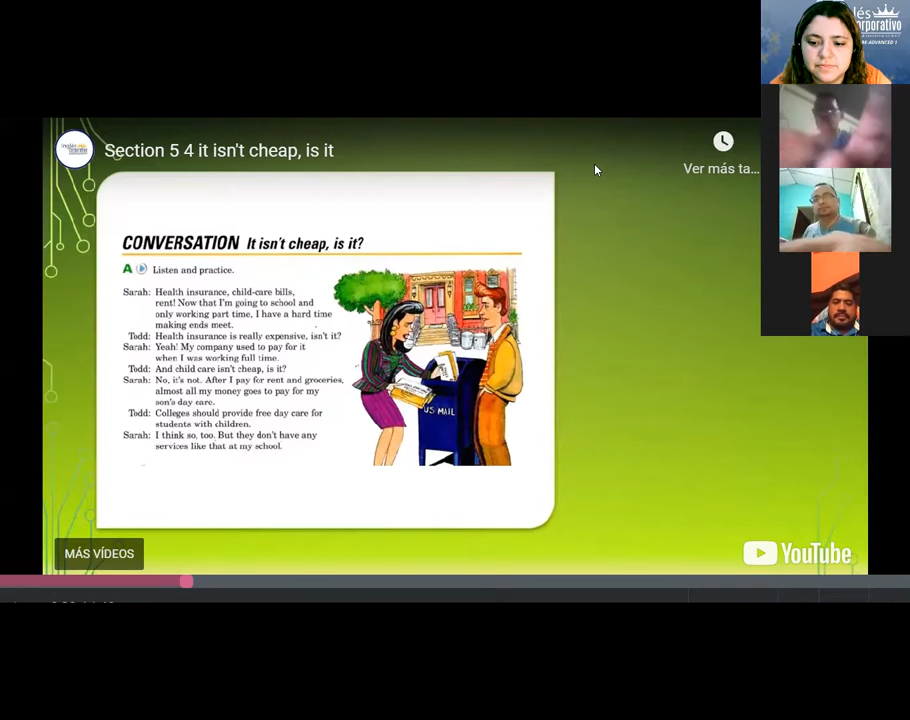 Section 5 4 it isn't cheap, is it
Ver más ta...
CONVERSATION It isn't cheap, is it?
A Listen and practice.
Sarah: Health insurance, child-care bills,
rent! Now that I'm going to school and
only working part time, I have a hard time
making ends meet.
Todd: Health insurance is really expensive, isn't it?
Sarah: Yeah! My company used to pay for it
when I was working full time.
Todd: And child care isn't cheap, is it?
Sarah: No, it's not. After I pay for rent and groceries,
almost all my money goes to pay for my
son's day care.
Todd: Colleges should provide free day care for
students with children.
Sarah: I think so, too. But they don't have any
services like that at my school.
US MAIL
MÁS VÍDEOS
YouTube
lés
orporativo